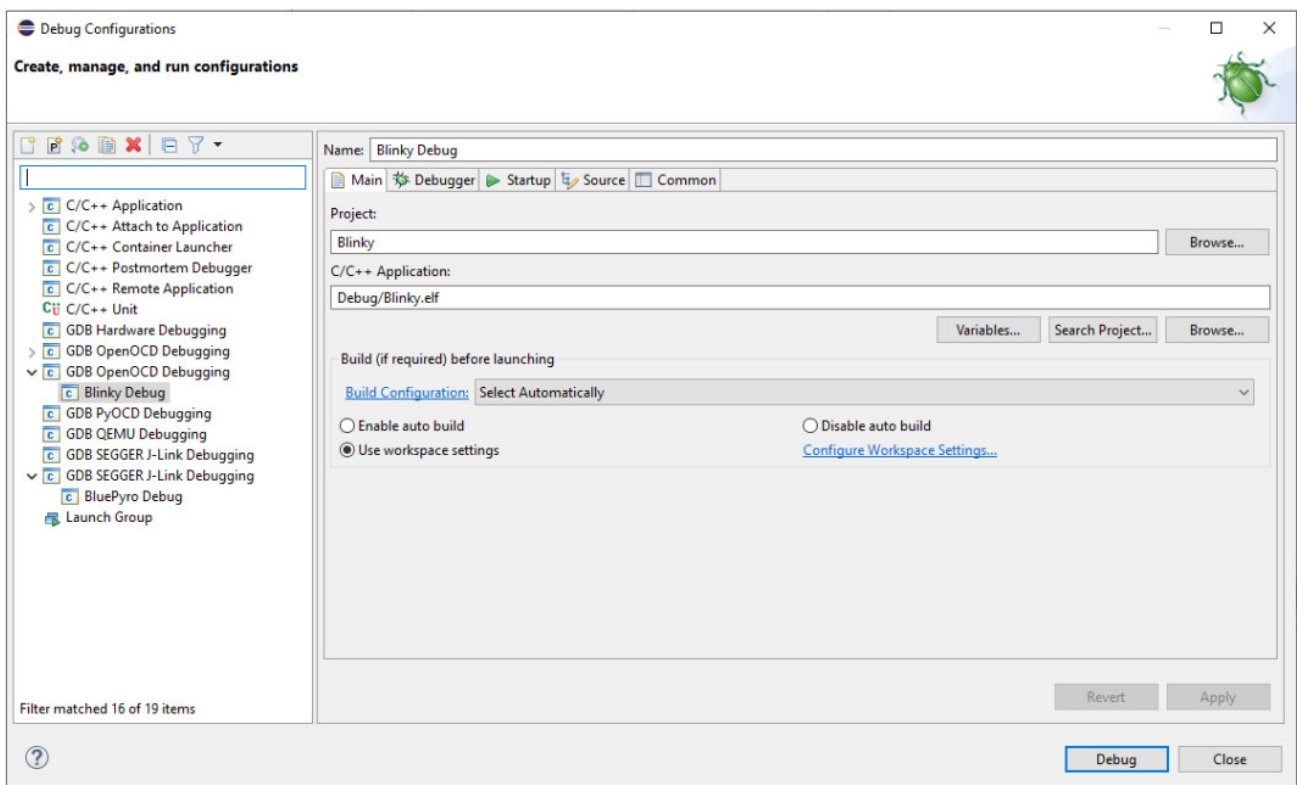 Debug Configurations
Create, manage, and run configurations
Name: Blinky Debug
Main Debugger Startup Source Common
Project:
Blinky Browse...
C/C++ Application:
Debug/Blinky.elf
Variables... Search Project... Browse...
Build (if required) before launching
Build Configuration: Select Automatically
Enable auto build Disable auto build
Use workspace settings Configure Workspace Settings...
C/C++ Application
C/C++ Attach to Application
C/C++ Container Launcher
C/C++ Postmortem Debugger
C/C++ Remote Application
C/C++ Unit
GDB Hardware Debugging
GDB OpenOCD Debugging
GDB OpenOCD Debugging
Blinky Debug
GDB PyOCD Debugging
GDB QEMU Debugging
GDB SEGGER J-Link Debugging
GDB SEGGER J-Link Debugging
BluePyro Debug
Launch Group
Filter matched 16 of 19 items
Revert Apply
Debug Close